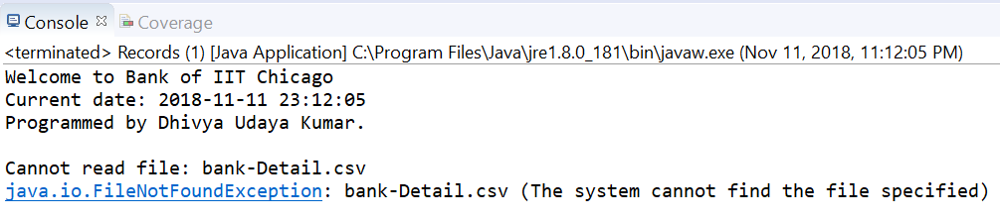 Console Coverage
<terminated> Records (1) [Java Application] C:\Program Files\Java\jre1.8.0_181\bin\javaw.exe (Nov 11, 2018, 11:12:05 PM)
Welcome to Bank of IIT Chicago
Current date: 2018-11-11 23:12:05
Programmed by Dhivya Udaya Kumar.
Cannot read file: bank-Detail.csv
java.io.FileNotFoundException: bank-Detail.csv (The system cannot find the file specified)